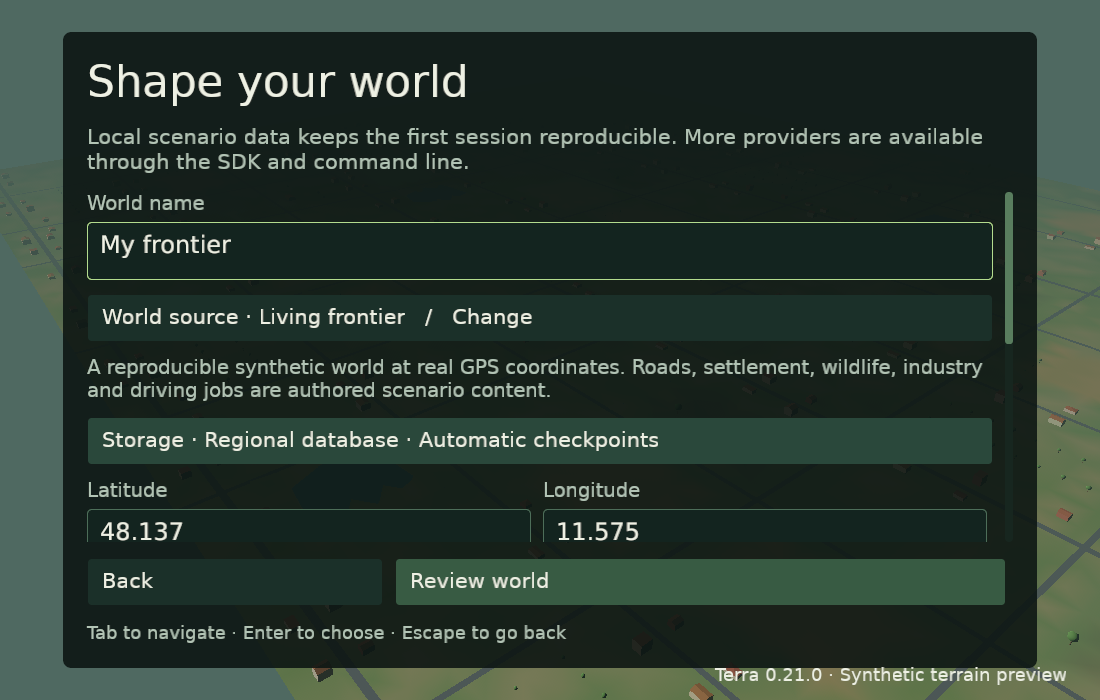 Shape your world
Local scenario data keeps the first session reproducible. More providers are available
through the SDK and command line.
World name
My frontier
World source · Living frontier / Change
A reproducible synthetic world at real GPS coordinates. Roads, settlement, wildlife, industry
and driving jobs are authored scenario content.
Storage · Regional database · Automatic checkpoints
Latitude Longitude
48.137 11.575
Back Review world
Tab to navigate · Enter to choose · Escape to go back
Terra 0.21.0 · Synthetic terrain preview